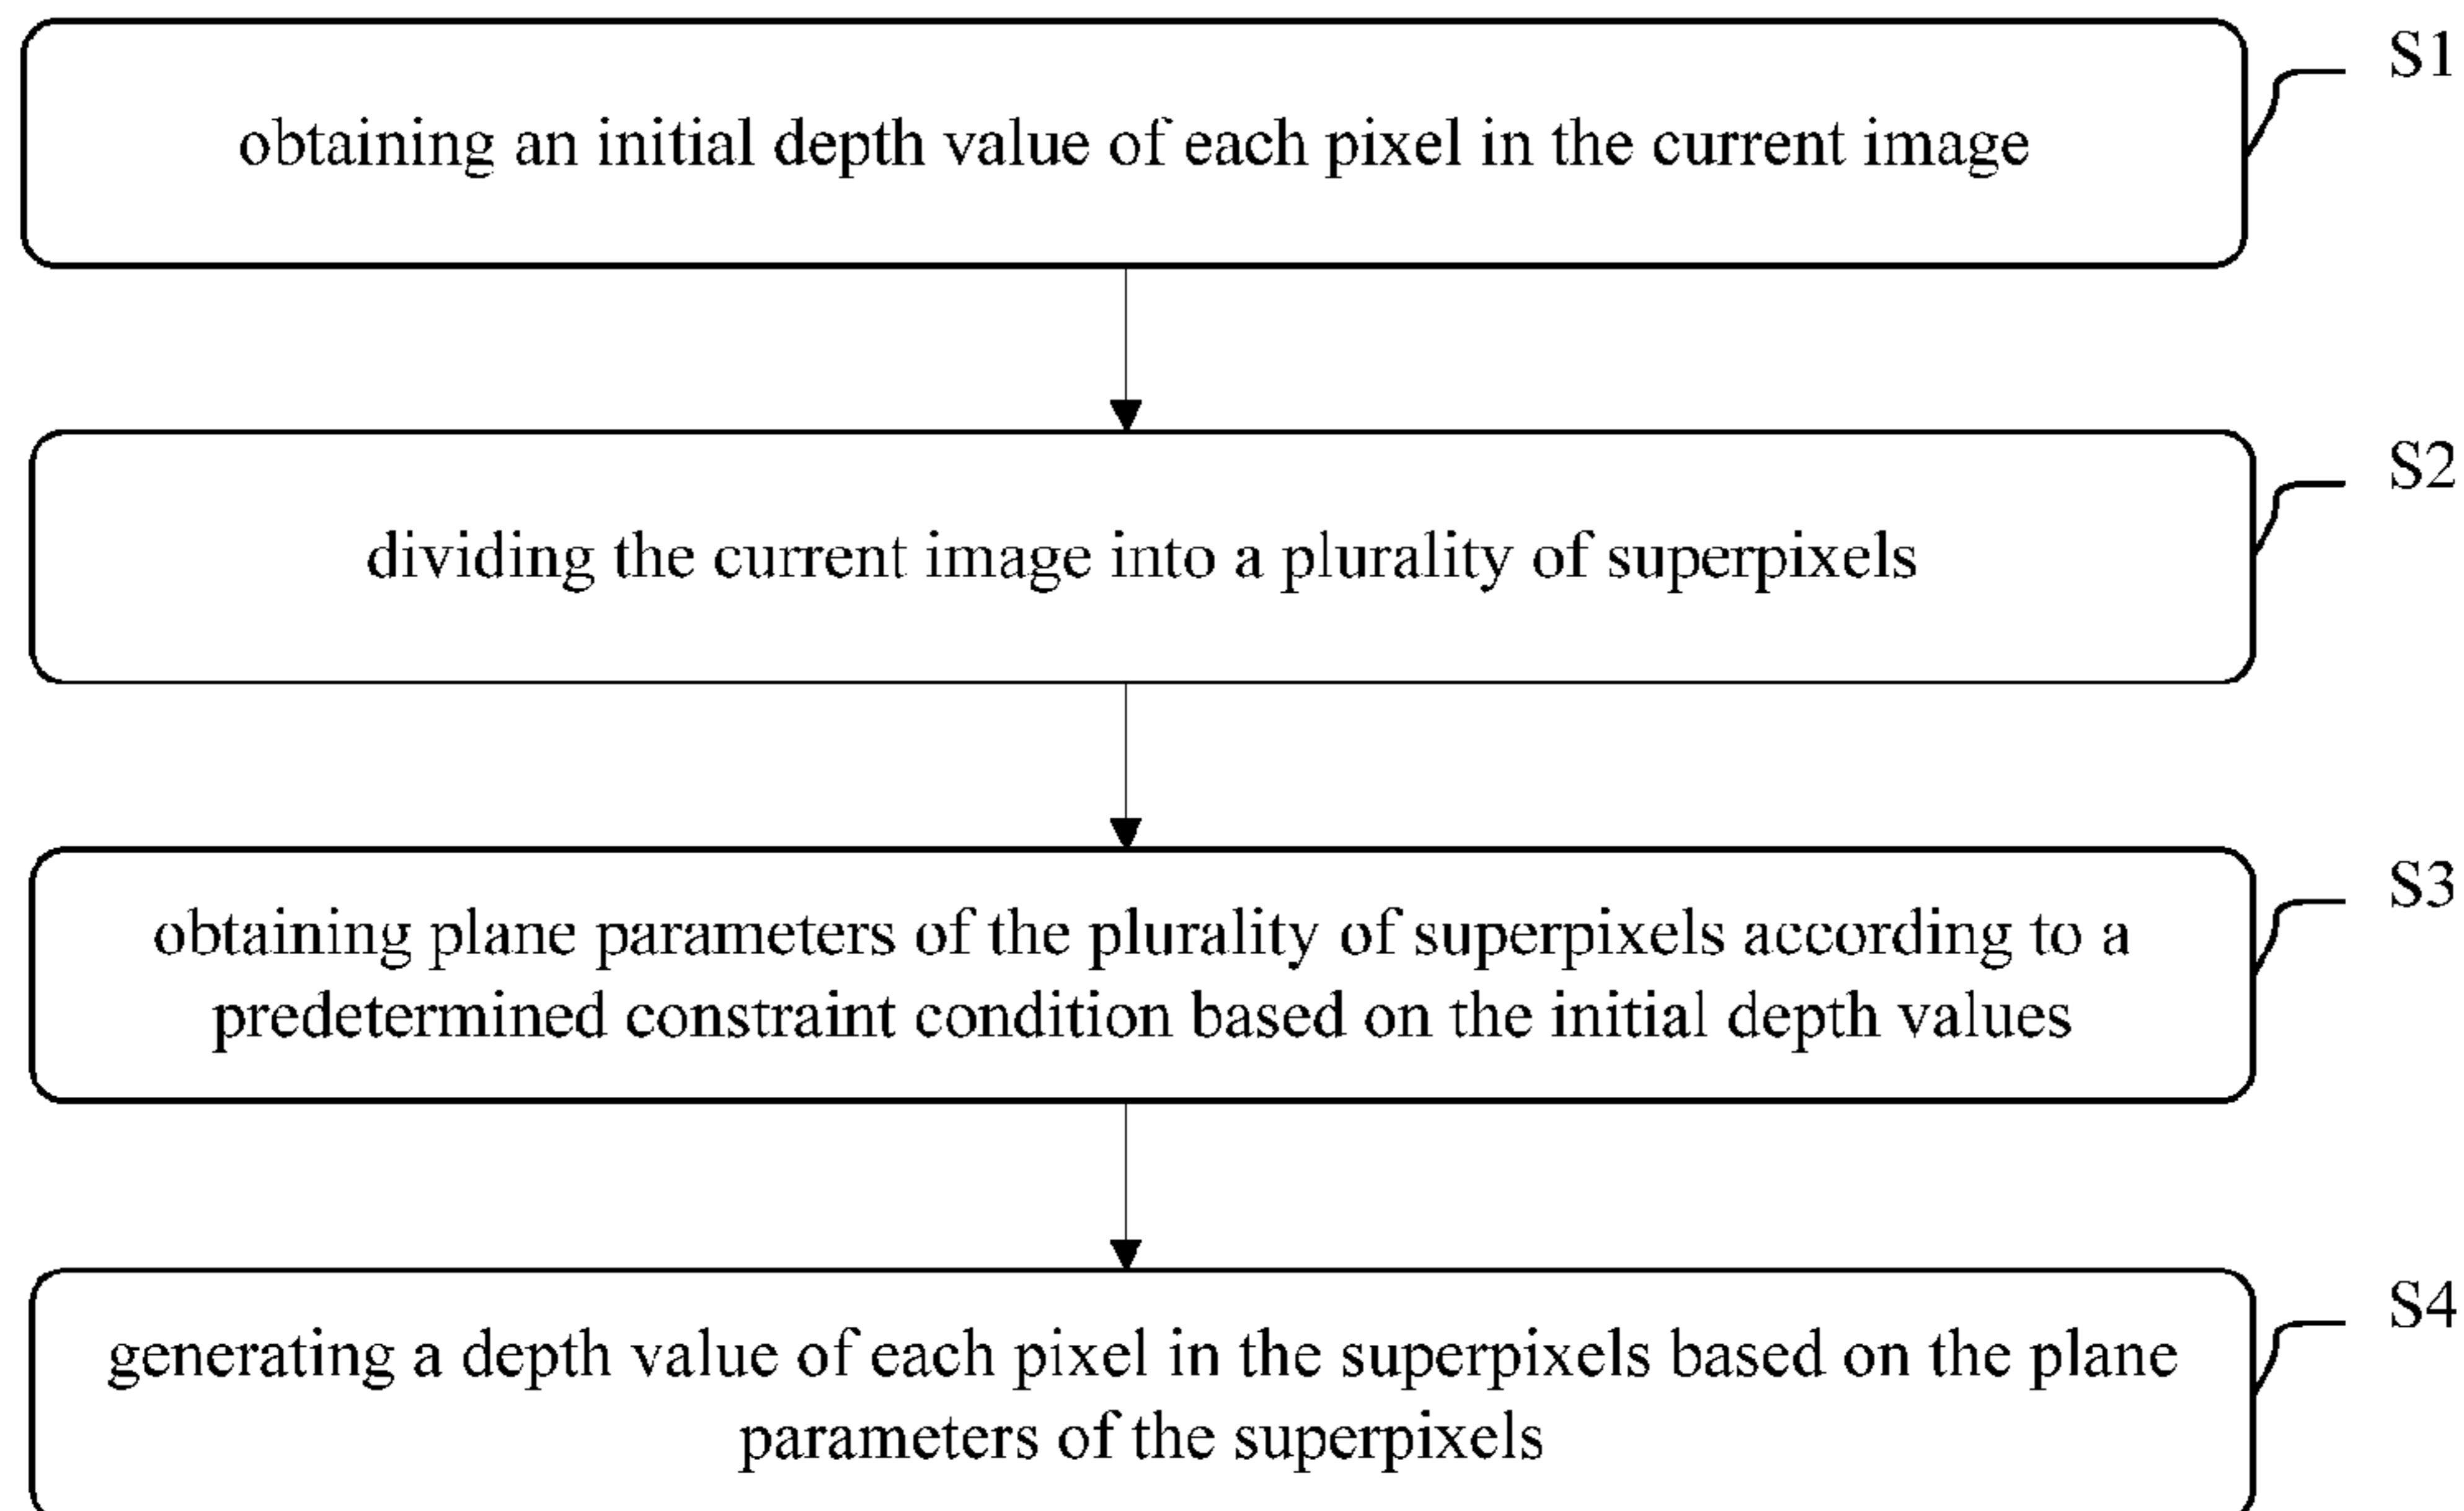 S1
obtaining an initial depth value of each pixel in the current image
S2
dividing the current image into a plurality of superpixels
S3
obtaining plane parameters of the plurality of superpixels according to a
predetermined constraint condition based on the initial depth values
S4
generating a depth value of each pixel in the superpixels based on the plane
parameters of the superpixels